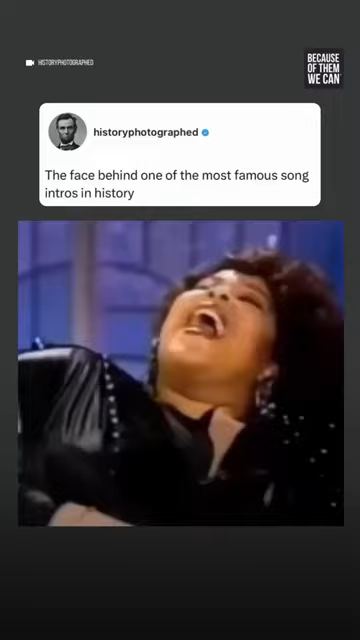 HISTORYPHOTOGRAPHED
BECAUSE
OF THEM
WE CAN
historyphotographed
The face behind one of the most famous song
intros in history